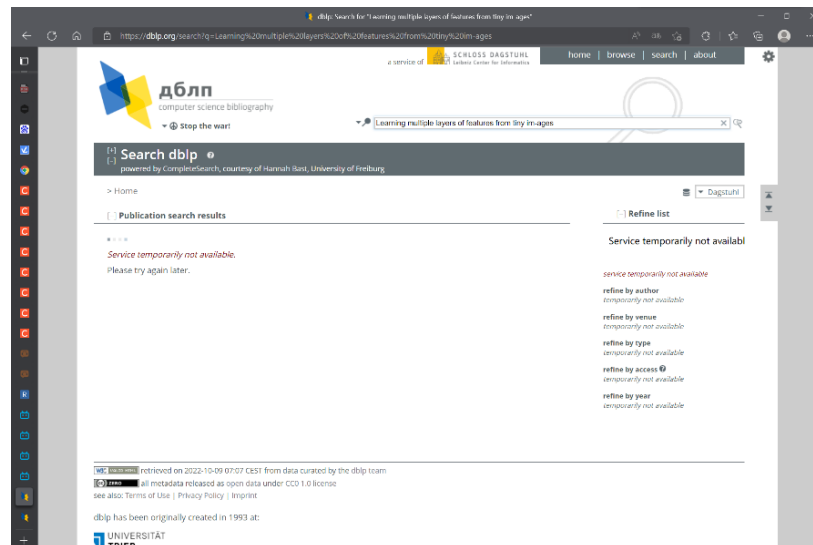 dblp: Search for "Learning multiple layers of features from tiny im-ages"
https://dblp.org/search?q=Learning%20multiple%20layers%20of%20features%20from%20tiny%20im-ages
a service of SCHLOSS DAGSTUHL
Leibniz Center for Informatics
home | browse | search | about
дблп
computer science bibliography
Stop the war!
Learning multiple layers of features from tiny im-ages
[+]
[-] Search dblp
powered by CompleteSearch, courtesy of Hannah Bast, University of Freiburg
> Home
Dagstuhl
[-] Publication search results
Service temporarily not available.
Please try again later.
[-] Refine list
Service temporarily not availabl
service temporarily not available
refine by author
temporarily not available
refine by venue
temporarily not available
refine by type
temporarily not available
refine by access
temporarily not available
refine by year
temporarily not available
retrieved on 2022-10-09 07:07 CEST from data curated by the dblp team
all metadata released as open data under CC0 1.0 license
see also: Terms of Use | Privacy Policy | Imprint
dblp has been originally created in 1993 at:
UNIVERSITÄT
TRIER